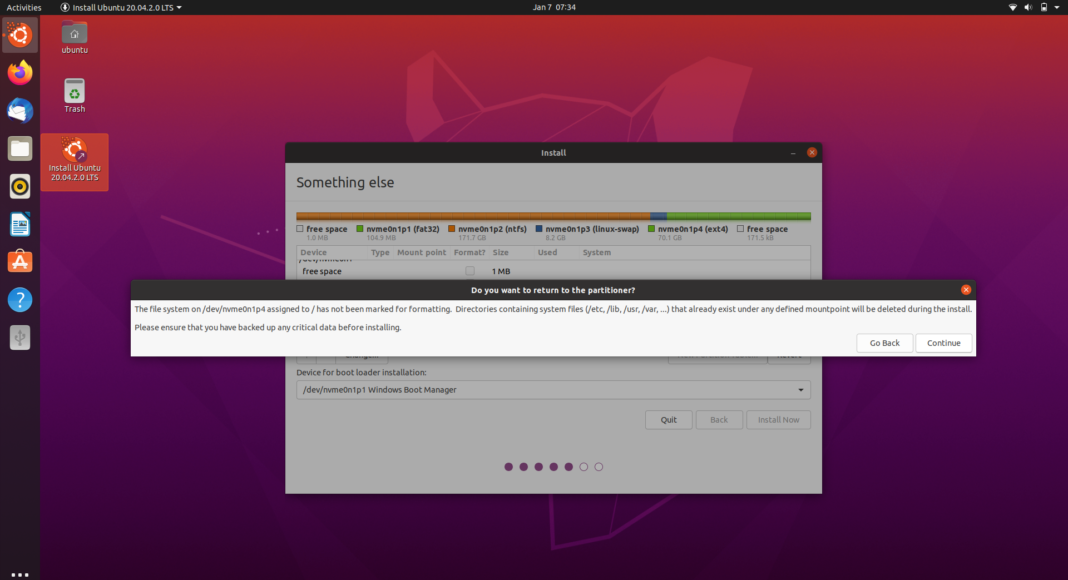 Activities
Install Ubuntu 20.04.2.0 LTS
Jan 7 07:34
ubuntu
Trash
Install Ubuntu
20.04.2.0 LTS
Install
Something else
free space
1.0 MB
nvme0n1p1 (fat32)
104.9 MB
nvme0n1p2 (ntfs)
171.7 GB
nvme0n1p3 (linux-swap)
8.2 GB
nvme0n1p4 (ext4)
70.1 GB
free space
171.5 kB
Device Type Mount point Format? Size Used System
/dev/nvme0n1
free space 1 MB
Do you want to return to the partitioner?
The file system on /dev/nvme0n1p4 assigned to / has not been marked for formatting. Directories containing system files (/etc, /lib, /usr, /var, ...) that already exist under any defined mountpoint will be deleted during the install.
Please ensure that you have backed up any critical data before installing.
Go Back
Continue
Device for boot loader installation:
/dev/nvme0n1p1 Windows Boot Manager
Quit
Back
Install Now